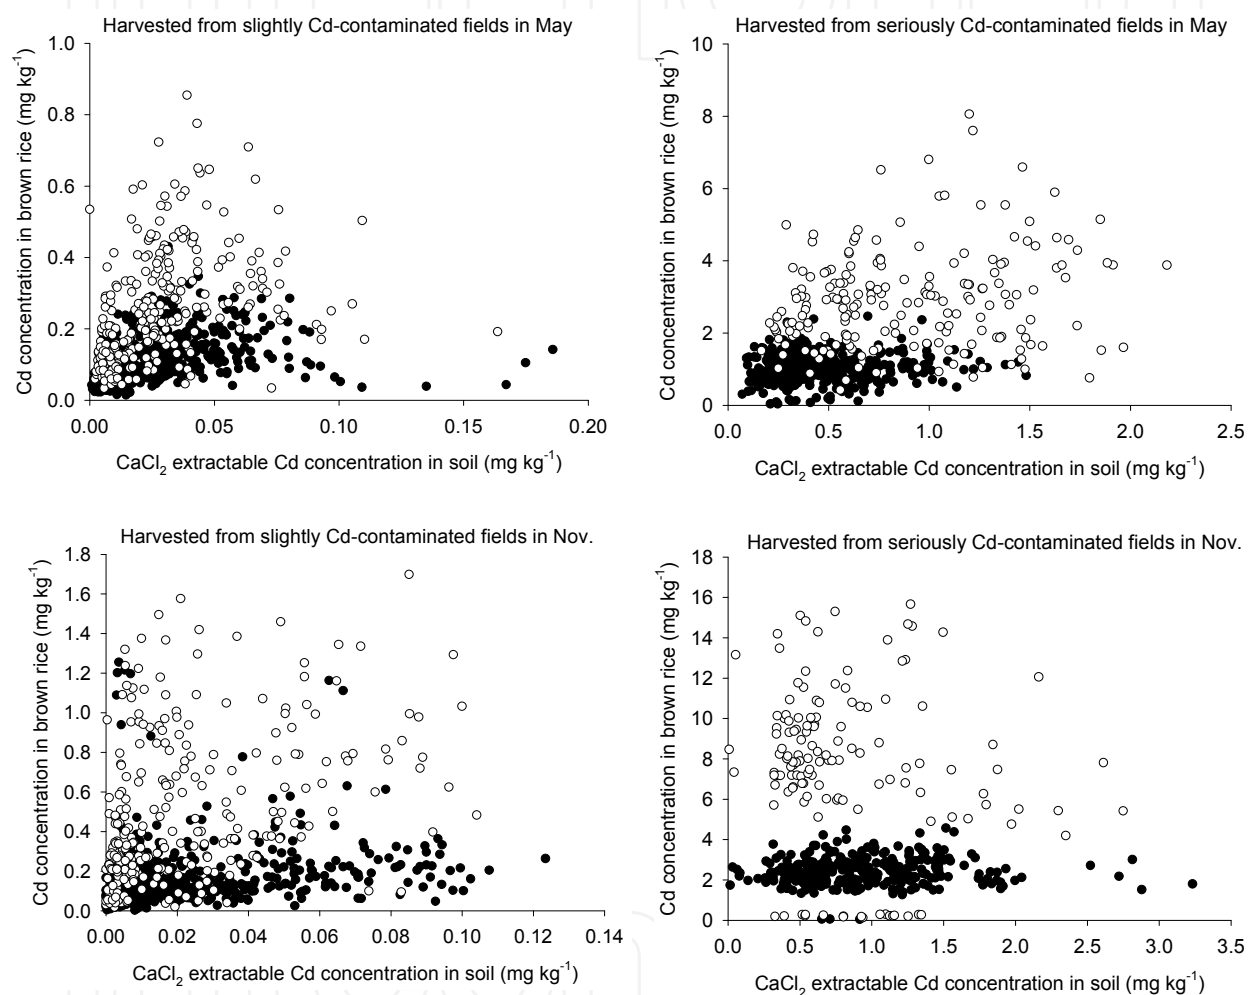 Harvested from slightly Cd-contaminated fields in May
Cd concentration in brown rice (mg kg⁻¹)
1.0
0.8
0.6
0.4
0.2
0.0
0.00 0.05 0.10 0.15 0.20
CaCl₂ extractable Cd concentration in soil (mg kg⁻¹)
Harvested from seriously Cd-contaminated fields in May
Cd concentration in brown rice (mg kg⁻¹)
10
8
6
4
2
0
0.0 0.5 1.0 1.5 2.0 2.5
CaCl₂ extractable Cd concentration in soil (mg kg⁻¹)
Harvested from slightly Cd-contaminated fields in Nov.
Cd concentration in brown rice (mg kg⁻¹)
1.8
1.6
1.4
1.2
1.0
0.8
0.6
0.4
0.2
0.0
0.00 0.02 0.04 0.06 0.08 0.10 0.12 0.14
CaCl₂ extractable Cd concentration in soil (mg kg⁻¹)
Harvested from seriously Cd-contaminated fields in Nov.
Cd concentration in brown rice (mg kg⁻¹)
18
16
14
12
10
8
6
4
2
0
0.0 0.5 1.0 1.5 2.0 2.5 3.0 3.5
CaCl₂ extractable Cd concentration in soil (mg kg⁻¹)